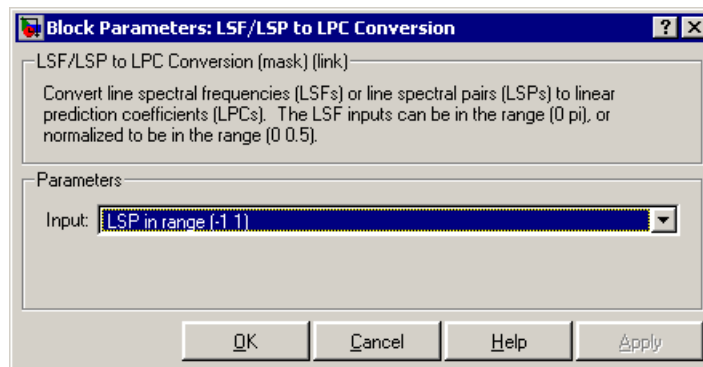 Block Parameters: LSF/LSP to LPC Conversion
LSF/LSP to LPC Conversion (mask) (link)
Convert line spectral frequencies (LSFs) or line spectral pairs (LSPs) to linear
prediction coefficients (LPCs).  The LSF inputs can be in the range (0 pi), or
normalized to be in the range (0 0.5).
Parameters
Input: LSP in range (-1 1)
OK Cancel Help Apply